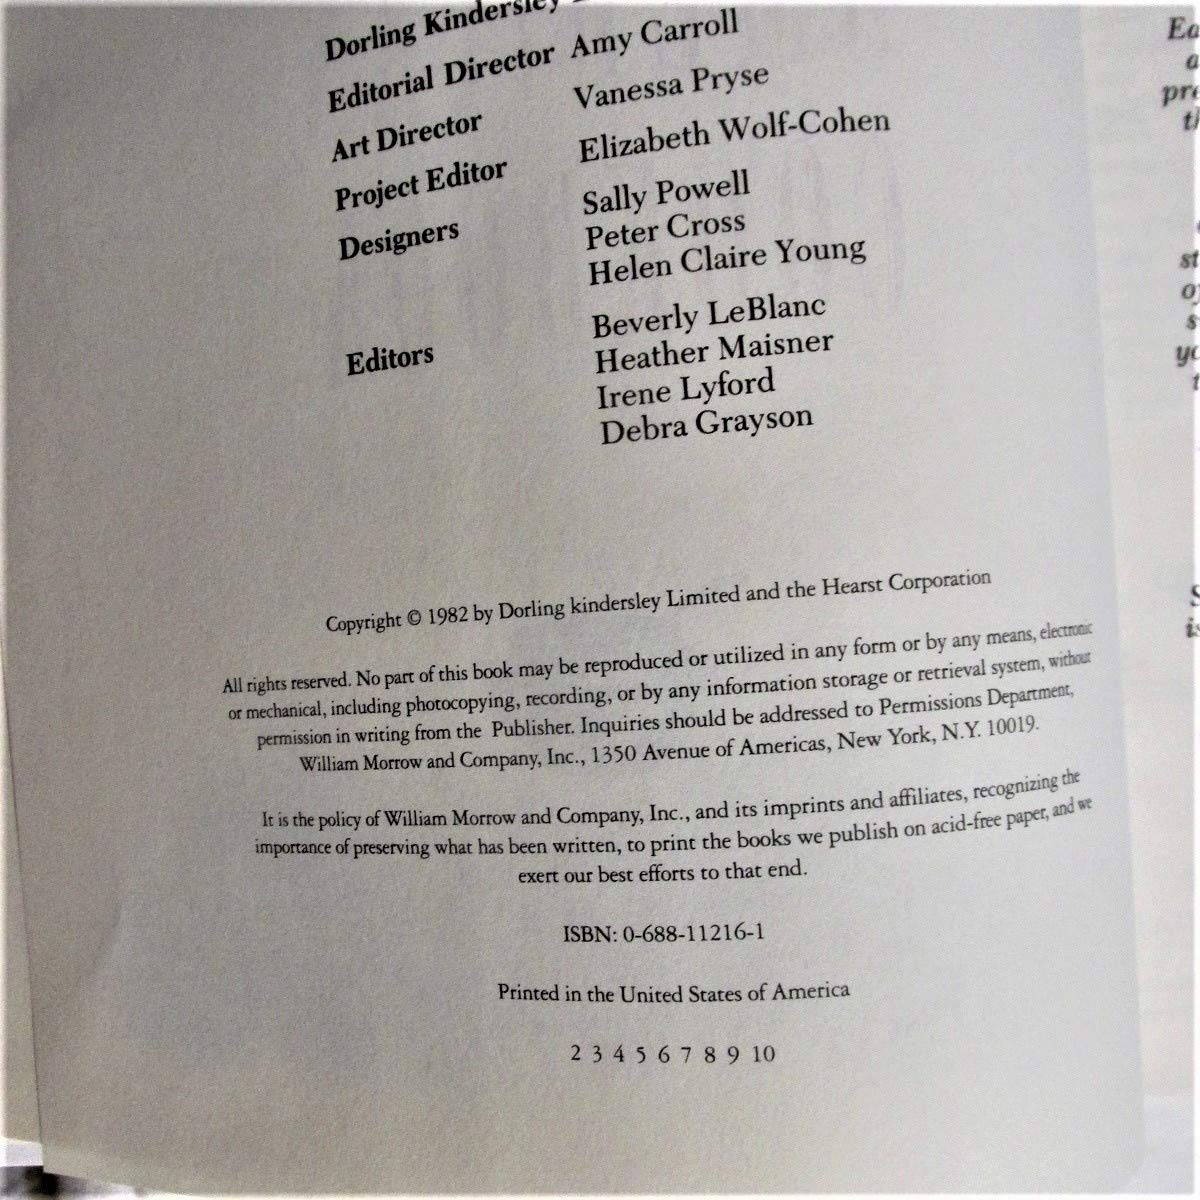 Dorling Kindersley
Editorial Director Amy Carroll
Art Director Vanessa Pryse
Project Editor Elizabeth Wolf-Cohen
Designers Sally Powell
Peter Cross
Helen Claire Young
Editors Beverly LeBlanc
Heather Maisner
Irene Lyford
Debra Grayson
Copyright © 1982 by Dorling kindersley Limited and the Hearst Corporation
All rights reserved. No part of this book may be reproduced or utilized in any form or by any means, electronic
or mechanical, including photocopying, recording, or by any information storage or retrieval system, without
permission in writing from the Publisher. Inquiries should be addressed to Permissions Department,
William Morrow and Company, Inc., 1350 Avenue of Americas, New York, N.Y. 10019.
It is the policy of William Morrow and Company, Inc., and its imprints and affiliates, recognizing the
importance of preserving what has been written, to print the books we publish on acid-free paper, and we
exert our best efforts to that end.
ISBN: 0-688-11216-1
Printed in the United States of America
2 3 4 5 6 7 8 9 10